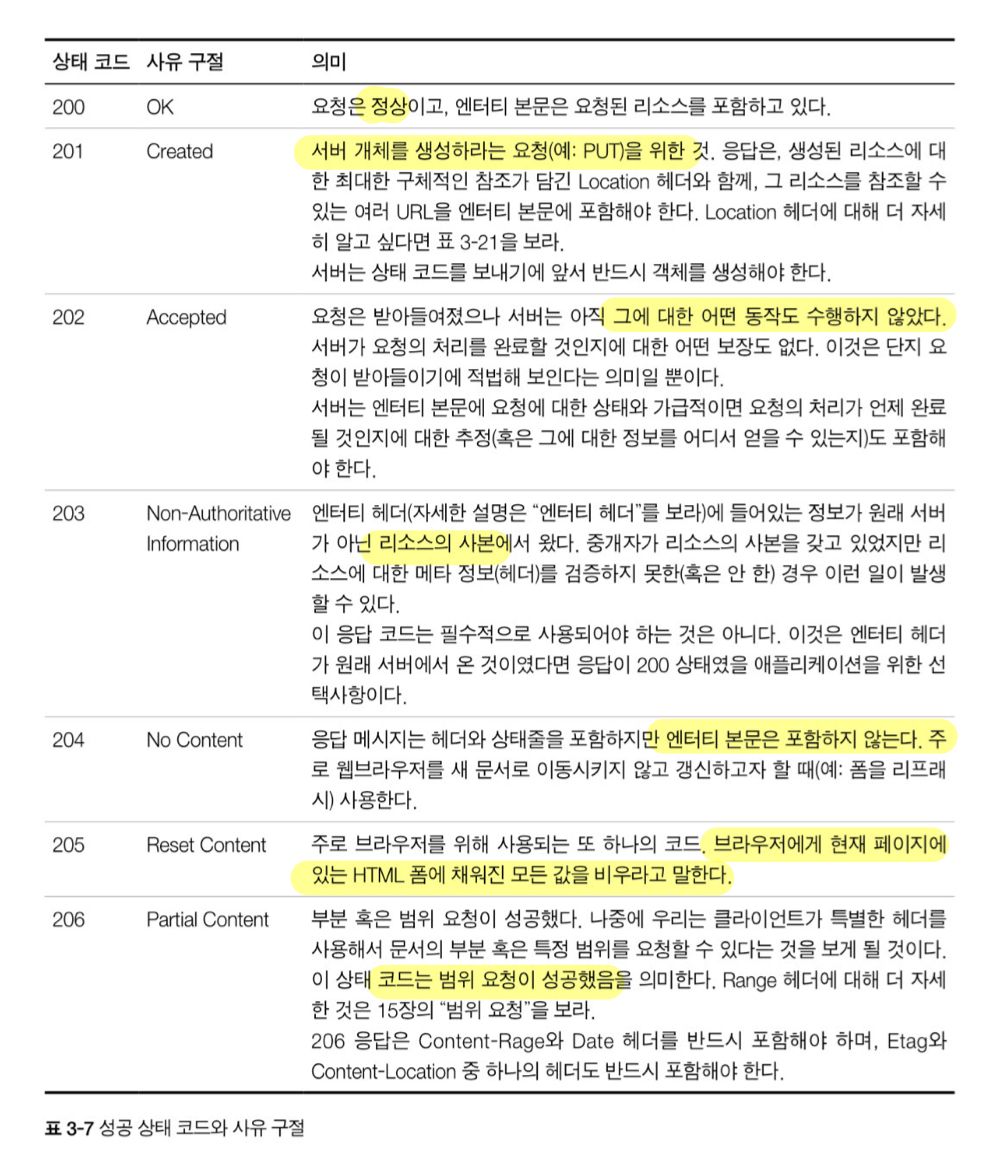 상태 코드 사유 구절 의미
200 OK 요청은 정상이고, 엔터티 본문은 요청된 리소스를 포함하고 있다.
201 Created 서버 개체를 생성하라는 요청(예: PUT)을 위한 것. 응답은, 생성된 리소스에 대
한 최대한 구체적인 참조가 담긴 Location 헤더와 함께, 그 리소스를 참조할 수
있는 여러 URL을 엔터티 본문에 포함해야 한다. Location 헤더에 대해 더 자세
히 알고 싶다면 표 3-21을 보라.
서버는 상태 코드를 보내기에 앞서 반드시 객체를 생성해야 한다.
202 Accepted 요청은 받아들여졌으나 서버는 아직 그에 대한 어떤 동작도 수행하지 않았다.
서버가 요청의 처리를 완료할 것인지에 대한 어떤 보장도 없다. 이것은 단지 요
청이 받아들이기에 적법해 보인다는 의미일 뿐이다.
서버는 엔터티 본문에 요청에 대한 상태와 가급적이면 요청의 처리가 언제 완료
될 것인지에 대한 추정(혹은 그에 대한 정보를 어디서 얻을 수 있는지)도 포함해
야 한다.
203 Non-Authoritative 엔터티 헤더(자세한 설명은 “엔터티 헤더”를 보라)에 들어있는 정보가 원래 서버
Information 가 아닌 리소스의 사본에서 왔다. 중개자가 리소스의 사본을 갖고 있었지만 리
소스에 대한 메타 정보(헤더)를 검증하지 못한(혹은 안 한) 경우 이런 일이 발생
할 수 있다.
이 응답 코드는 필수적으로 사용되어야 하는 것은 아니다. 이것은 엔터티 헤더
가 원래 서버에서 온 것이였다면 응답이 200 상태였을 애플리케이션을 위한 선
택사항이다.
204 No Content 응답 메시지는 헤더와 상태줄을 포함하지만 엔터티 본문은 포함하지 않는다. 주
로 웹브라우저를 새 문서로 이동시키지 않고 갱신하고자 할 때(예: 폼을 리프래
시) 사용한다.
205 Reset Content 주로 브라우저를 위해 사용되는 또 하나의 코드. 브라우저에게 현재 페이지에
있는 HTML 폼에 채워진 모든 값을 비우라고 말한다.
206 Partial Content 부분 혹은 범위 요청이 성공했다. 나중에 우리는 클라이언트가 특별한 헤더를
사용해서 문서의 부분 혹은 특정 범위를 요청할 수 있다는 것을 보게 될 것이다.
이 상태 코드는 범위 요청이 성공했음을 의미한다. Range 헤더에 대해 더 자세
한 것은 15장의 “범위 요청”을 보라.
206 응답은 Content-Rage와 Date 헤더를 반드시 포함해야 하며, Etag와
Content-Location 중 하나의 헤더도 반드시 포함해야 한다.
표 3-7 성공 상태 코드와 사유 구절